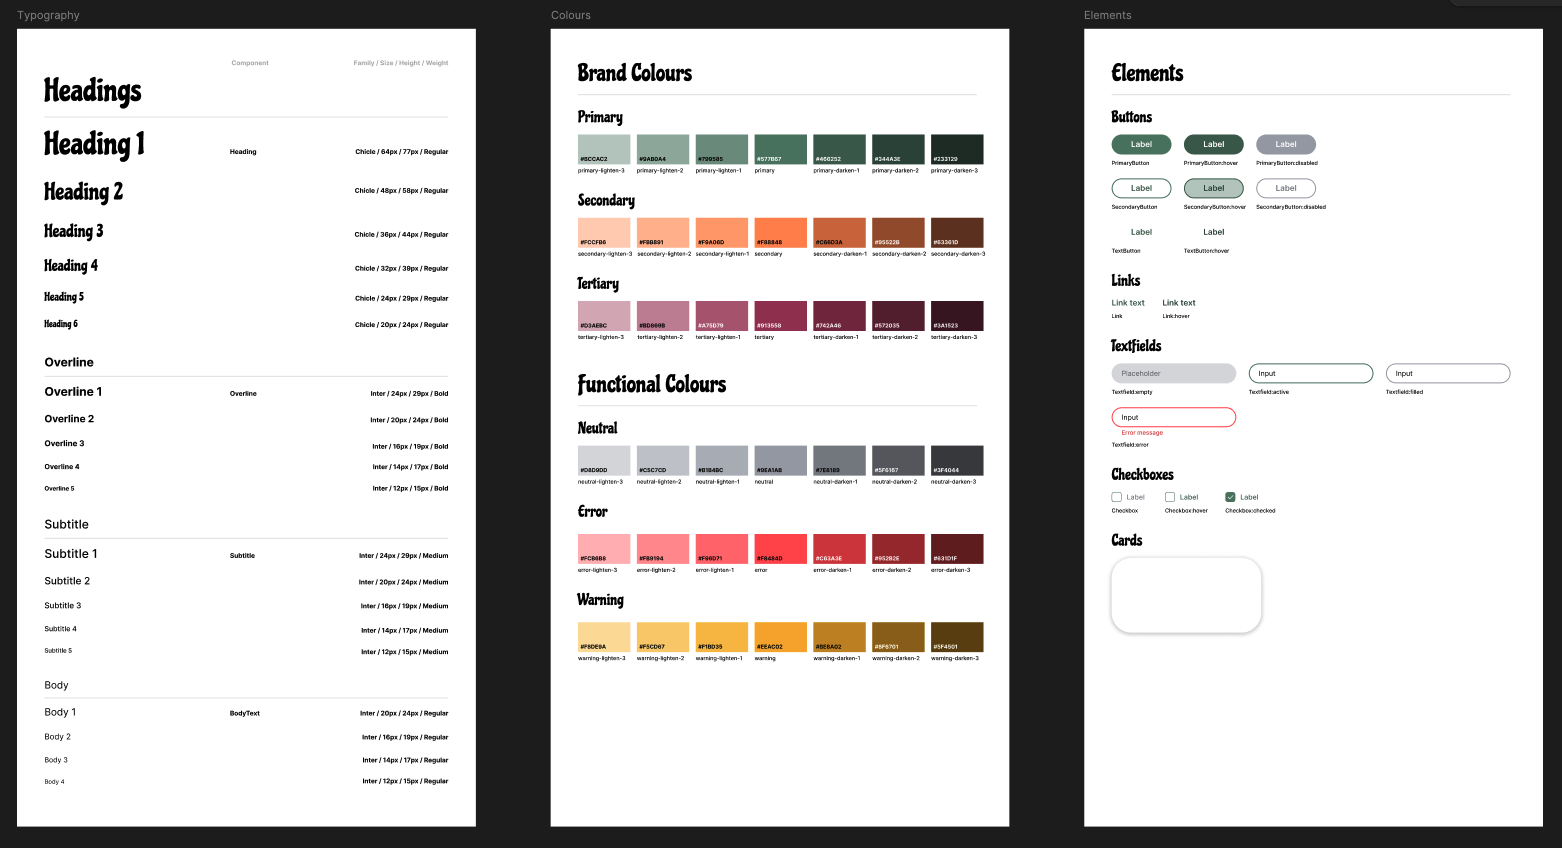 Typography
Component
Family / Size / Height / Weight
Headings
Heading 1
Heading
Chicle / 64px / 77px / Regular
Heading 2
Chicle / 48px / 58px / Regular
Heading 3
Chicle / 36px / 44px / Regular
Heading 4
Chicle / 32px / 39px / Regular
Heading 5
Chicle / 24px / 29px / Regular
Heading 6
Chicle / 20px / 24px / Regular
Overline
Overline 1
Overline
Inter / 24px / 29px / Bold
Overline 2
Inter / 20px / 24px / Bold
Overline 3
Inter / 16px / 19px / Bold
Overline 4
Inter / 14px / 17px / Bold
Overline 5
Inter / 12px / 15px / Bold
Subtitle
Subtitle 1
Subtitle
Inter / 24px / 29px / Medium
Subtitle 2
Inter / 20px / 24px / Medium
Subtitle 3
Inter / 16px / 19px / Medium
Subtitle 4
Inter / 14px / 17px / Medium
Subtitle 5
Inter / 12px / 15px / Medium
Body
Body 1
BodyText
Inter / 20px / 24px / Regular
Body 2
Inter / 16px / 19px / Regular
Body 3
Inter / 14px / 17px / Regular
Body 4
Inter / 12px / 15px / Regular
Colours
Brand Colours
Primary
#344A3E #233129
primary-lighten-3 primary-lighten-2 primary-lighten-1 primary primary-darken-1 primary-darken-2 primary-darken-3
Secondary
#FCCFB6 #FBB891 #F9A06D #F8884B #C66D3A #95522B #63361D
secondary-lighten-3 secondary-lighten-2 secondary-lighten-1 secondary secondary-darken-1 secondary-darken-2 secondary-darken-3
Tertiary
#D3AEBC #A75D79 #913558 #742A46 #572035 #3A1523
tertiary-lighten-3 tertiary-lighten-2 tertiary-lighten-1 tertiary tertiary-darken-1 tertiary-darken-2 tertiary-darken-3
Functional Colours
Neutral
#D8D9DD #C5C7CD #9EA1AB #7E8189 #5F6167 #3F4044
neutral-lighten-3 neutral-lighten-2 neutral-lighten-1 neutral neutral-darken-1 neutral-darken-2 neutral-darken-3
Error
#FCB6B8 #FB9194 #F96D71 #F8484D #C63A3E #952B2E #631D1F
error-lighten-3 error-lighten-2 error-lighten-1 error error-darken-1 error-darken-2 error-darken-3
Warning
#F8DE9A #F5CD67 #F1BD35 #EEAC02 #BE8A02 #8F6701 #5F4501
warning-lighten-3 warning-lighten-2 warning-lighten-1 warning warning-darken-1 warning-darken-2 warning-darken-3
Elements
Elements
Buttons
Label Label Label
PrimaryButton PrimaryButton:hover PrimaryButton:disabled
Label Label Label
SecondaryButton SecondaryButton:hover SecondaryButton:disabled
Label Label
TextButton TextButton:hover
Links
Link text Link text
Link Link:hover
Textfields
Placeholder Input Input
Textfield:empty Textfield:active Textfield:filled
Input
Error message
Textfield:error
Checkboxes
Label Label Label
Checkbox Checkbox:hover Checkbox:checked
Cards